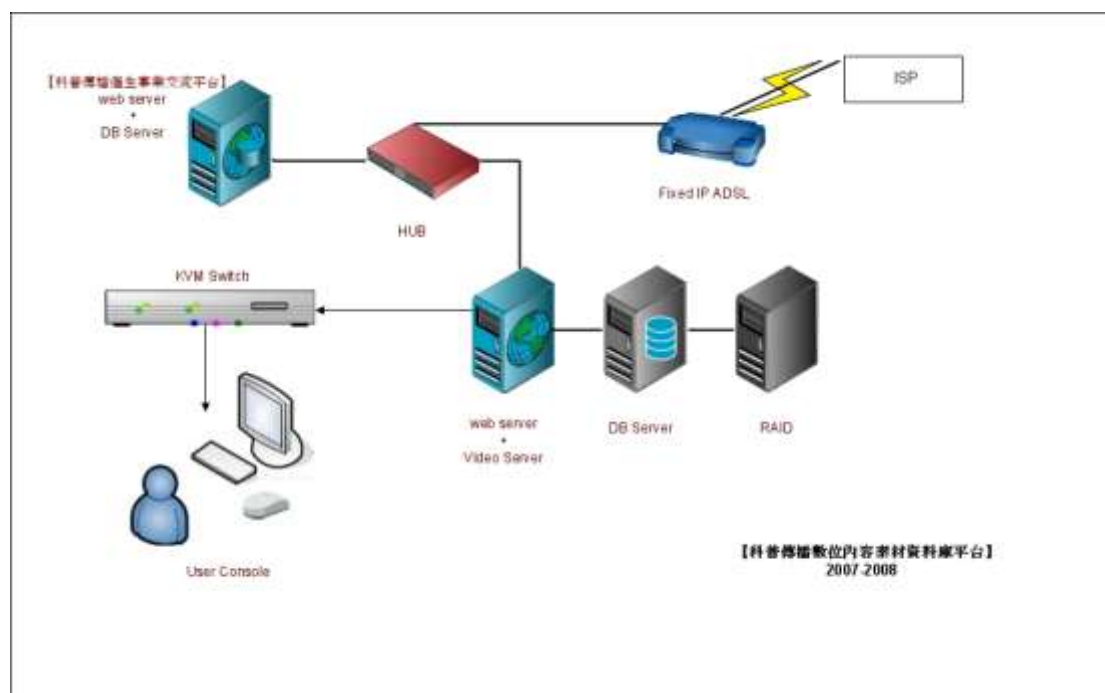 【科普傳播產生事業交流平台】
web server
+
DB Server
ISP
Fixed IP ADSL
HUB
KVM Switch
web server
+
Video Server
DB Server
RAID
User Console
【科普傳播數位內容素材資料庫平台】
2007-2008